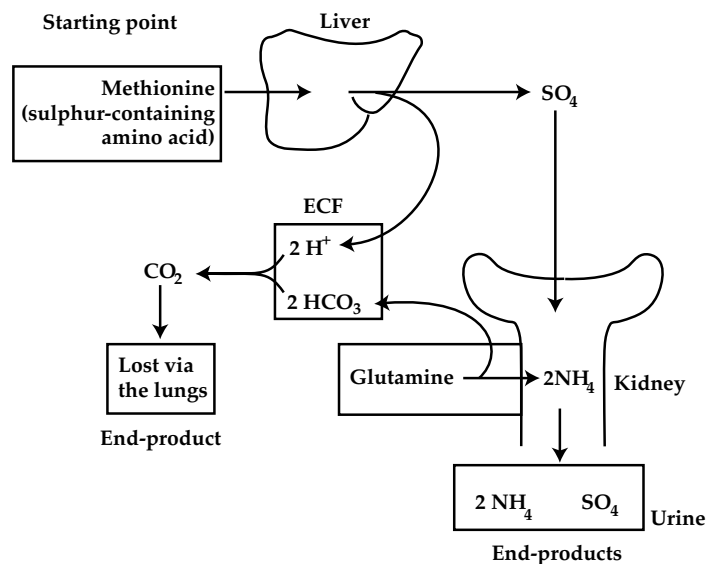 Starting point
Liver
Methionine
(sulphur-containing
amino acid)
SO4
ECF
2 H+
CO2
2 HCO3
Lost via
the lungs
End-product
Glutamine
2NH4
Kidney
2 NH4
SO4
Urine
End-products